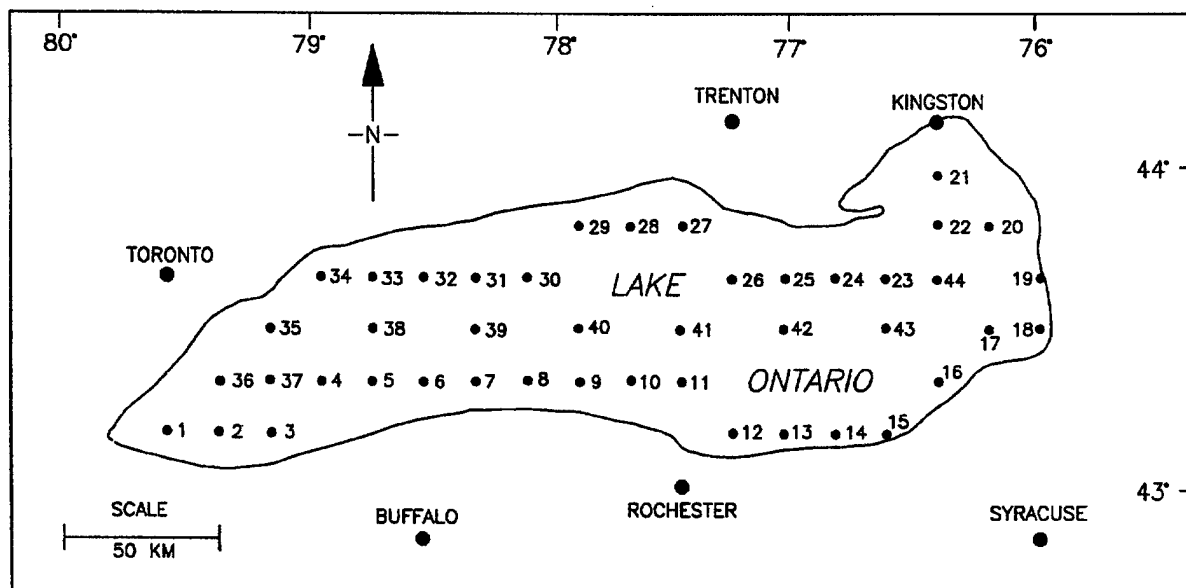 80° 79° 78° 77° 76°
TRENTON
KINGSTON
-N-
44°
21
29 28 27 22 20
TORONTO
34 33 32 31 30 LAKE 26 25 24 23 44 19
35 38 39 40 41 42 43 17 18
36 37 4 5 6 7 8 9 10 11 ONTARIO 16
1 2 3 12 13 14 15
43°
SCALE
50 KM
BUFFALO
ROCHESTER
SYRACUSE